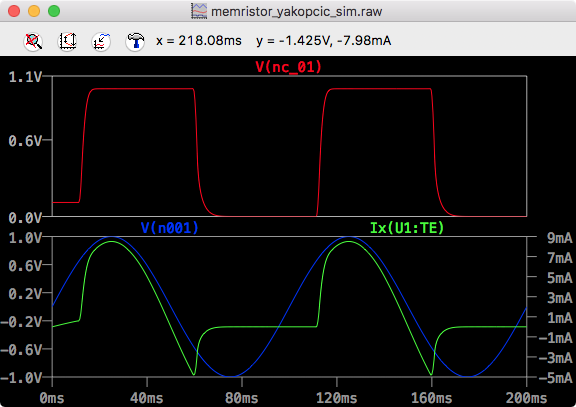 memristor_yakopcic_sim.raw
x = 218.08ms y = -1.425V, -7.98mA
V(nc_01)
1.1V
0.6V
0.0V
V(n001) Ix(U1:TE)
1.0V 9mA
0.6V 7mA
5mA
0.2V 3mA
-0.2V 1mA
-0.6V -1mA
-3mA
-1.0V -5mA
0ms 40ms 80ms 120ms 160ms 200ms